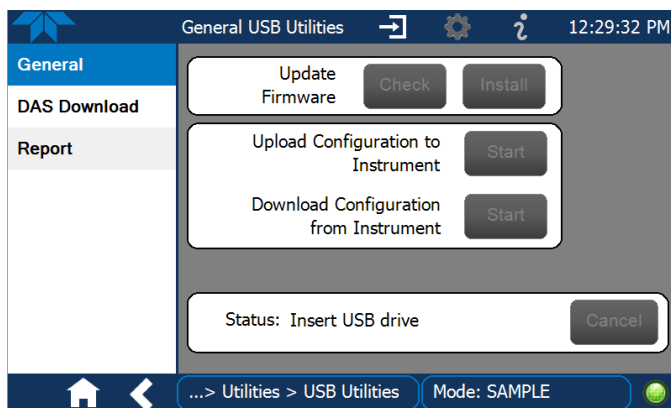 General USB Utilities 12:29:32 PM
General
DAS Download
Report
Update
Firmware
Check
Install
Upload Configuration to
Instrument
Start
Download Configuration
from Instrument
Start
Status: Insert USB drive
Cancel
...> Utilities > USB Utilities
Mode: SAMPLE